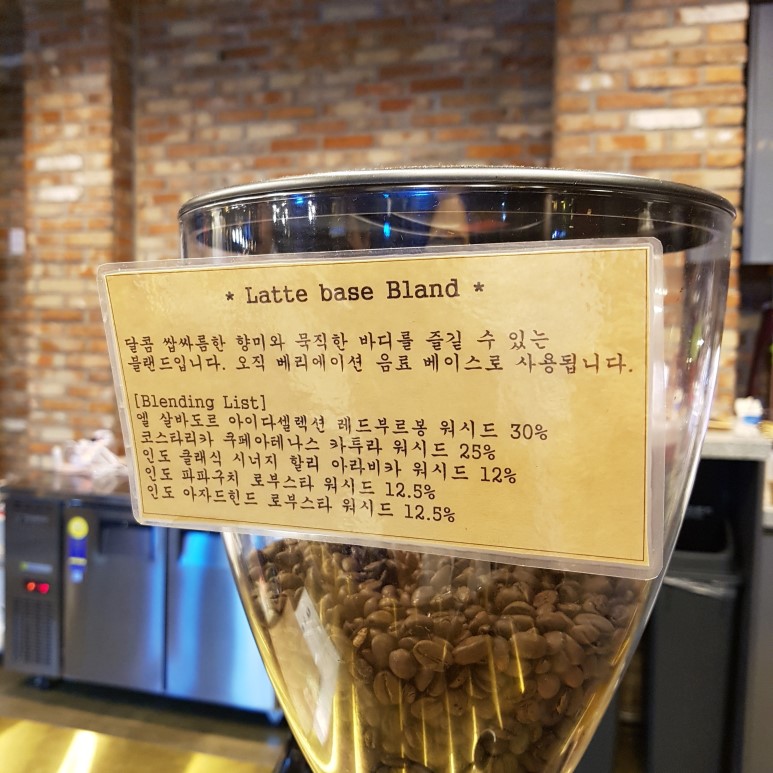 * Latte base Bland *
달콤 쌉싸름한 향미와 묵직한 바디를 즐길 수 있는
블랜드입니다. 오직 베리에이션 음료 베이스로 사용됩니다.
[Blending List]
엘 살바도르 아이다셀렉션 레드부르봉 워시드 30%
코스타리카 쿠페아테나스 카투라 워시드 25%
인도 클래식 시너지 할리 아라비카 워시드 12%
인도 파파쿠치 로부스타 워시드 12.5%
인도 아자드힌드 로부스타 워시드 12.5%